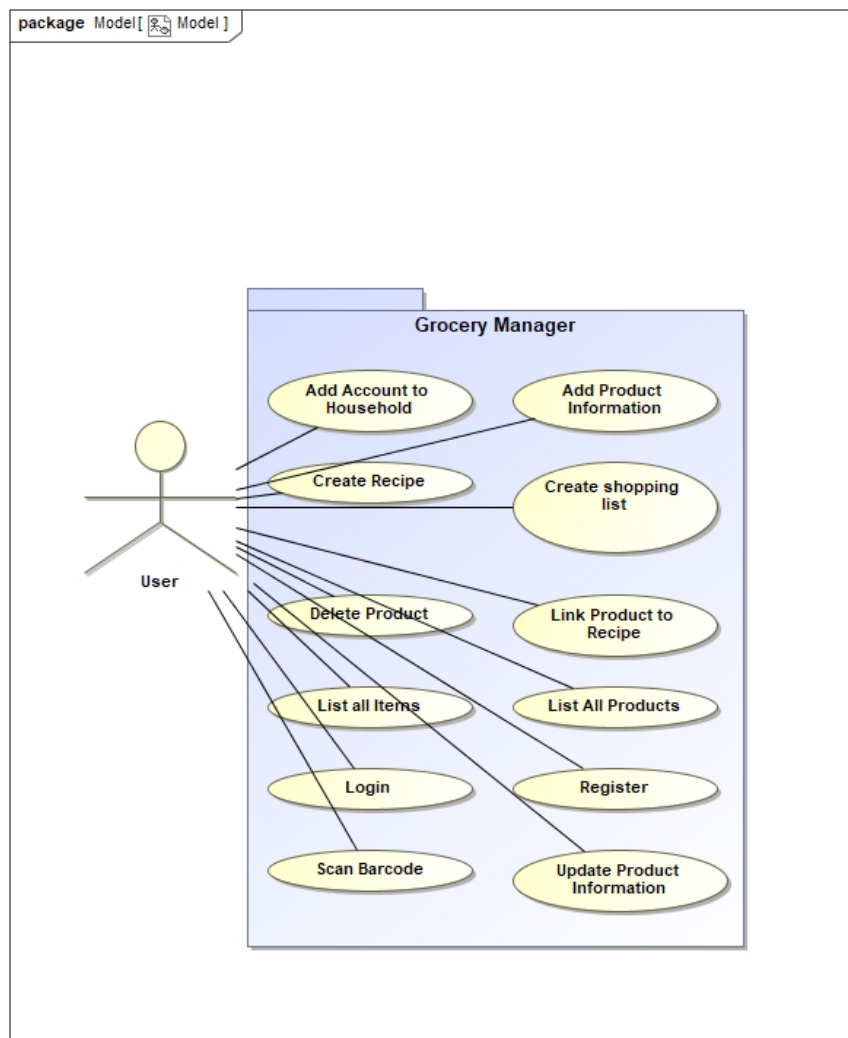 package Model[ Model ]
Grocery Manager
Add Account to
Household
Add Product
Information
Create Recipe
Create shopping
list
User
Delete Product
Link Product to
Recipe
List all Items
List All Products
Login
Register
Scan Barcode
Update Product
Information